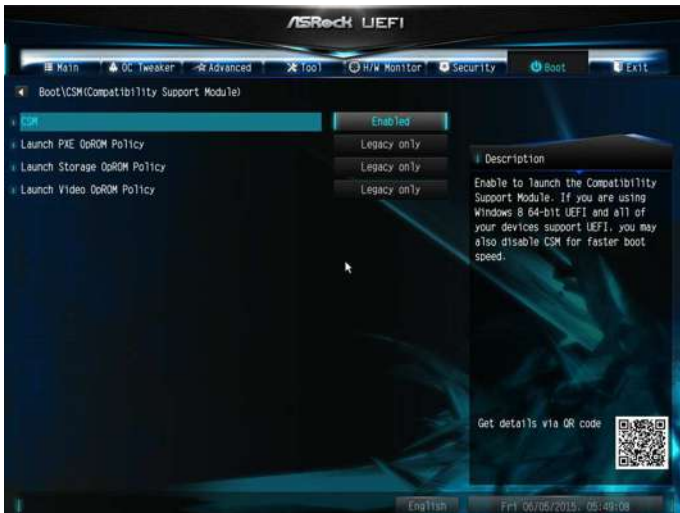 ASRock UEFI
Main OC Tweaker Advanced Tool H/W Monitor Security Boot Exit
Boot\CSM(Compatibility Support Module)
CSM Enabled
Launch PXE OpROM Policy Legacy only
Launch Storage OpROM Policy Legacy only
Launch Video OpROM Policy Legacy only
Description
Enable to launch the Compatibility
Support Module. If you are using
Windows 8 64-bit UEFI and all of
your devices support UEFI, you may
also disable CSM for faster boot
speed.
Get details via QR code
English Fri 06/05/2015, 05:49:08